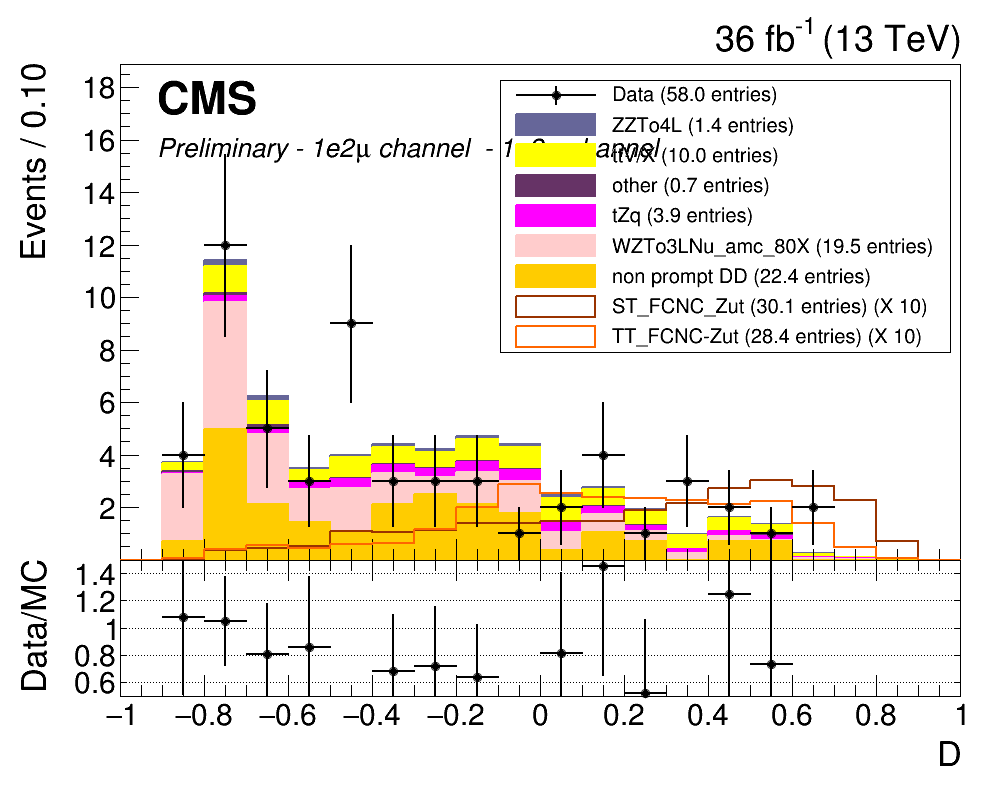 36 fb-1 (13 TeV)
CMS
Preliminary - 1e2μ channel - 1 channel
Events / 0.10
18
16
14
12
10
8
6
4
2
Data (58.0 entries)
ZZTo4L (1.4 entries)
ttV/X (10.0 entries)
other (0.7 entries)
tZq (3.9 entries)
WZTo3LNu_amc_80X (19.5 entries)
non prompt DD (22.4 entries)
ST_FCNC_Zut (30.1 entries) (X 10)
TT_FCNC-Zut (28.4 entries) (X 10)
Data/MC
1.4
1.2
1
0.8
0.6
−1 −0.8 −0.6 −0.4 −0.2 0 0.2 0.4 0.6 0.8 1
D